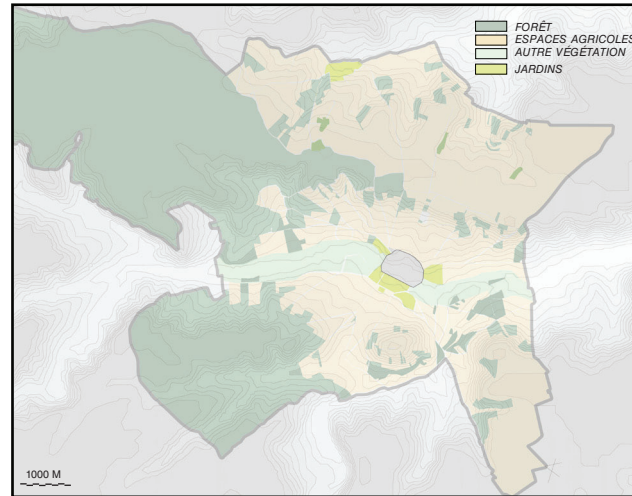 FORÊT
ESPACES AGRICOLES
AUTRE VÉGÉTATION
JARDINS
1000 M